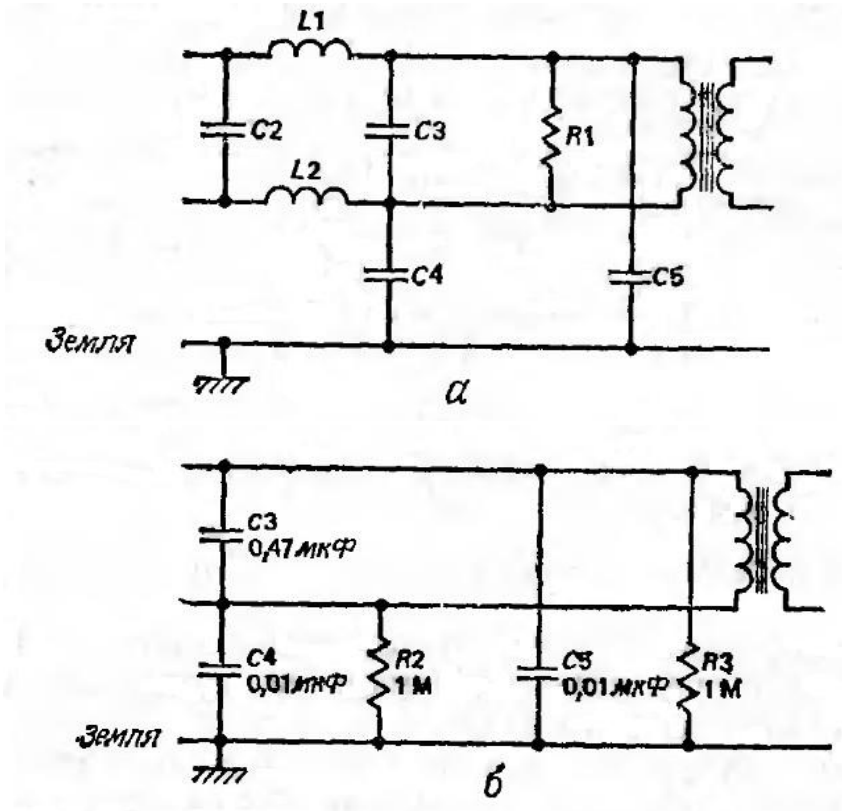 L1
C2
C3
R1
L2
C4
C5
Земля
а
C3
0,47 мкФ
C4
0,01 мкФ
R2
1 М
C5
0,01 мкФ
R3
1 М
Земля
б